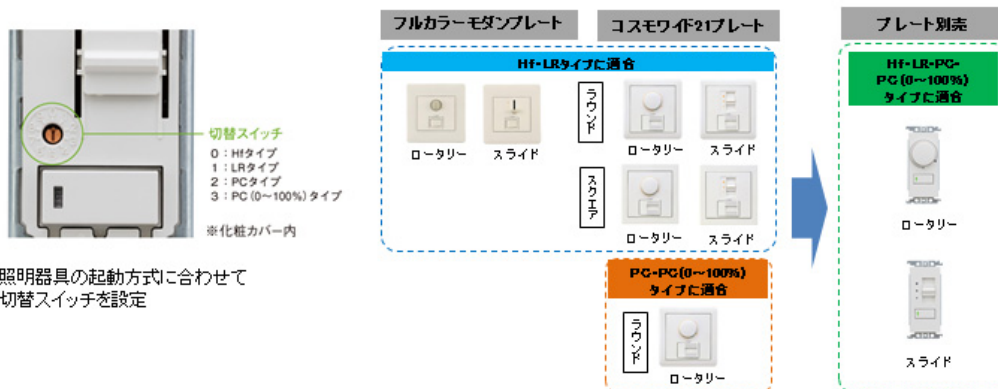 切替スイッチ
0：Hfタイプ
1：LRタイプ
2：PCタイプ
3：PC(0～100%)タイプ
※化粧カバー内
照明器具の起動方式に合わせて
切替スイッチを設定
フルカラーモダンプレート
コスモワイド21プレート
Hf・LRタイプに適合
ロータリー
スライド
ラウンド
ロータリー
スライド
スクエア
ロータリー
スライド
PC・PC(0～100%)
タイプに適合
ラウンド
ロータリー
プレート別売
Hf・LR・PC・
PC(0～100%)
タイプに適合
ロータリー
スライド